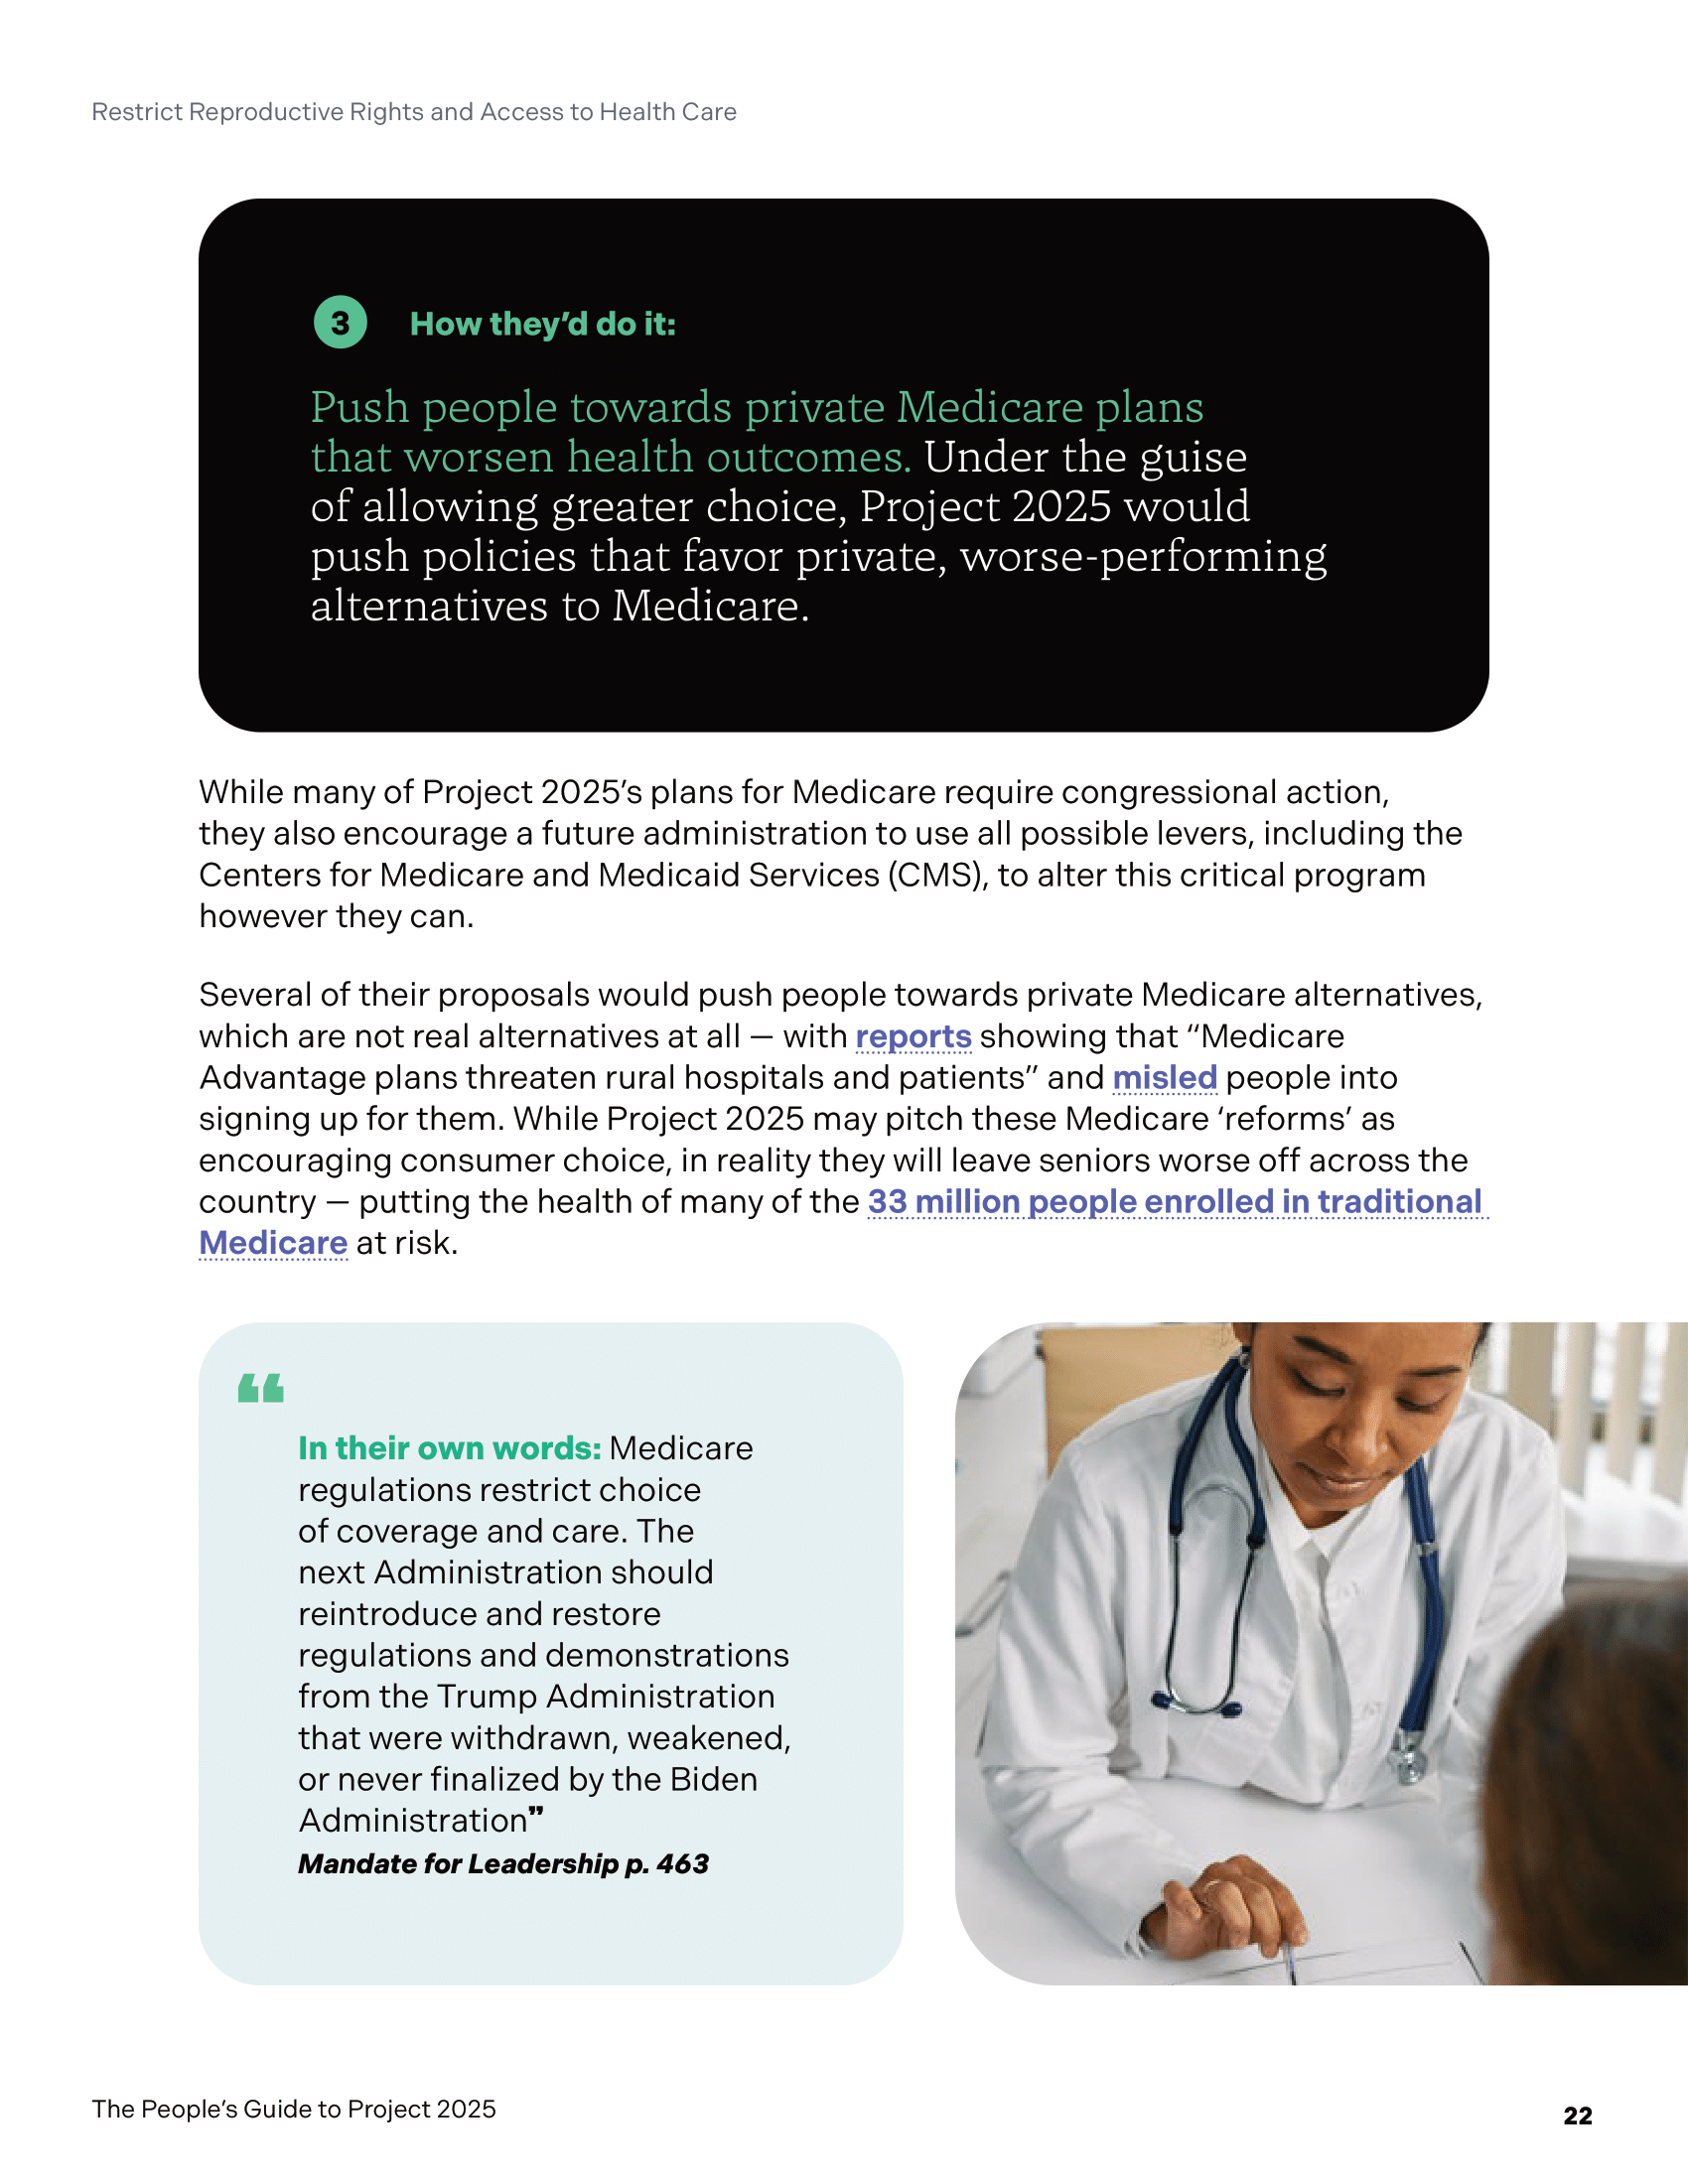 Restrict Reproductive Rights and Access to Health Care
3 How they’d do it:
Push people towards private Medicare plans
that worsen health outcomes. Under the guise
of allowing greater choice, Project 2025 would
push policies that favor private, worse-performing
alternatives to Medicare.
While many of Project 2025’s plans for Medicare require congressional action,
they also encourage a future administration to use all possible levers, including the
Centers for Medicare and Medicaid Services (CMS), to alter this critical program
however they can.
Several of their proposals would push people towards private Medicare alternatives,
which are not real alternatives at all — with reports showing that “Medicare
Advantage plans threaten rural hospitals and patients” and misled people into
signing up for them. While Project 2025 may pitch these Medicare ‘reforms’ as
encouraging consumer choice, in reality they will leave seniors worse off across the
country — putting the health of many of the 33 million people enrolled in traditional
Medicare at risk.
“
In their own words: Medicare
regulations restrict choice
of coverage and care. The
next Administration should
reintroduce and restore
regulations and demonstrations
from the Trump Administration
that were withdrawn, weakened,
or never finalized by the Biden
Administration”
Mandate for Leadership p. 463
The People’s Guide to Project 2025
22